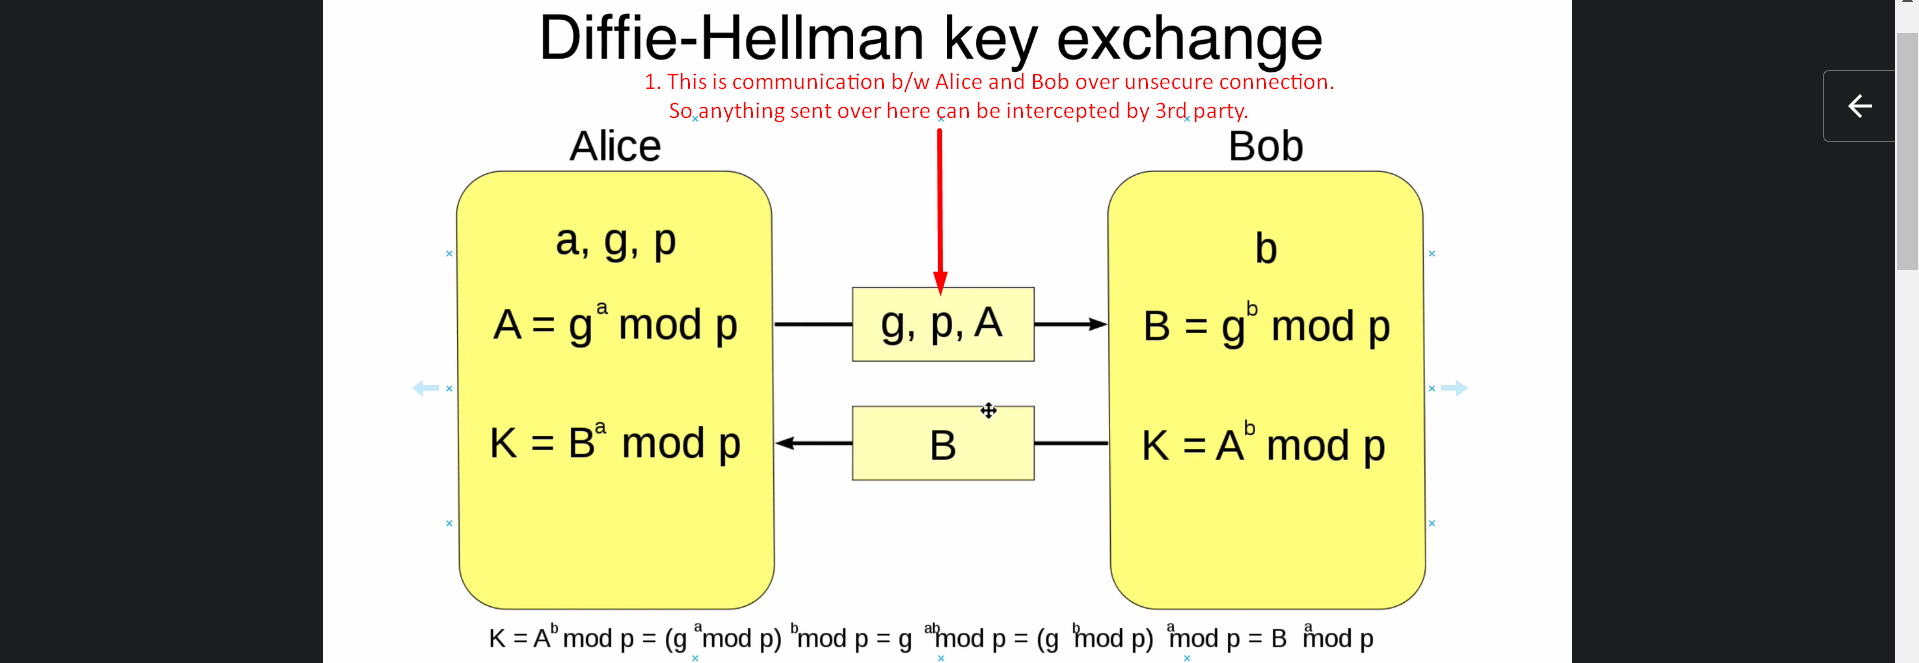 Diffie-Hellman key exchange
1. This is communication b/w Alice and Bob over unsecure connection.
So anything sent over here can be intercepted by 3rd party.
Alice
Bob
a, g, p
b
A = g^a mod p
g, p, A
B = g^b mod p
K = B^a mod p
B
K = A^b mod p
K = A^b mod p = (g^a mod p)^b mod p = g^ab mod p = (g^b mod p)^a mod p = B^a mod p